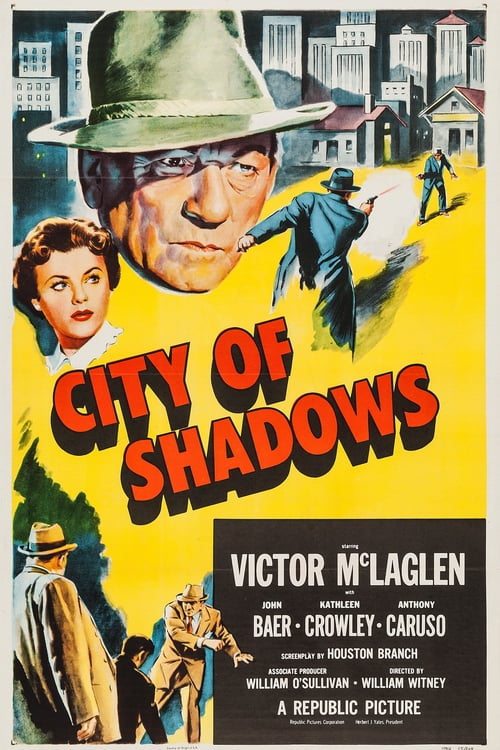 CITY OF
SHADOWS
starring
VICTOR McLAGLEN
with
JOHN BAER · KATHLEEN CROWLEY · ANTHONY CARUSO
SCREENPLAY BY HOUSTON BRANCH
ASSOCIATE PRODUCER
WILLIAM O'SULLIVAN ·
DIRECTED BY
WILLIAM WITNEY
A REPUBLIC PICTURE
Republic Pictures Corporation Herbert J. Yates, President